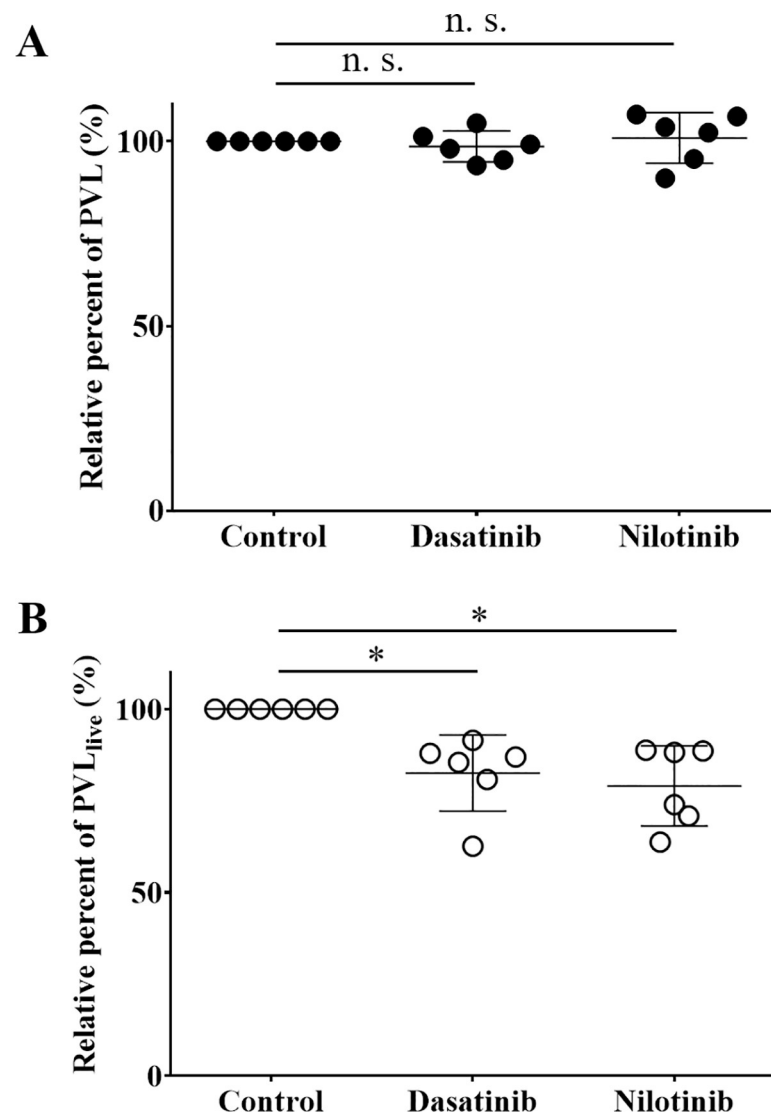 A
n. s.
n. s.
Relative percent of PVL (%)
100
50
0
Control Dasatinib Nilotinib
B
*
*
Relative percent of PVLlive (%)
100
50
0
Control Dasatinib Nilotinib